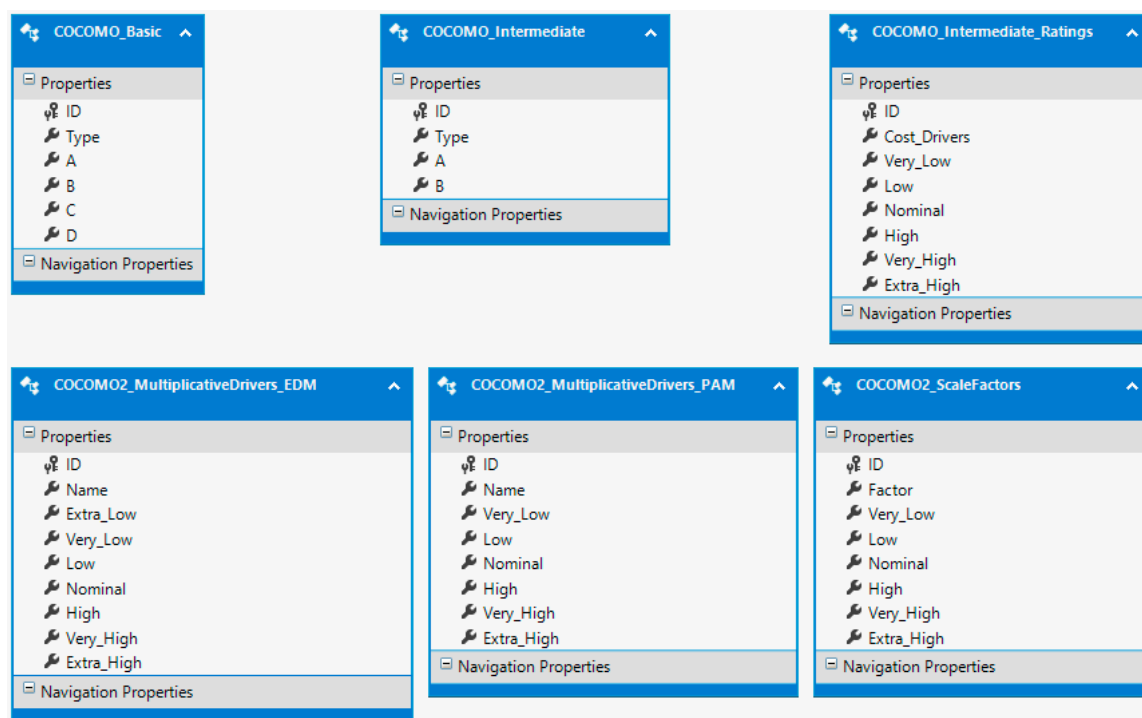 COCOMO_Basic
Properties
ID
Type
A
B
C
D
Navigation Properties
COCOMO_Intermediate
Properties
ID
Type
A
B
Navigation Properties
COCOMO_Intermediate_Ratings
Properties
ID
Cost_Drivers
Very_Low
Low
Nominal
High
Very_High
Extra_High
Navigation Properties
COCOMO2_MultiplicativeDrivers_EDM
Properties
ID
Name
Extra_Low
Very_Low
Low
Nominal
High
Very_High
Extra_High
Navigation Properties
COCOMO2_MultiplicativeDrivers_PAM
Properties
ID
Name
Very_Low
Low
Nominal
High
Very_High
Extra_High
Navigation Properties
COCOMO2_ScaleFactors
Properties
ID
Factor
Very_Low
Low
Nominal
High
Very_High
Extra_High
Navigation Properties